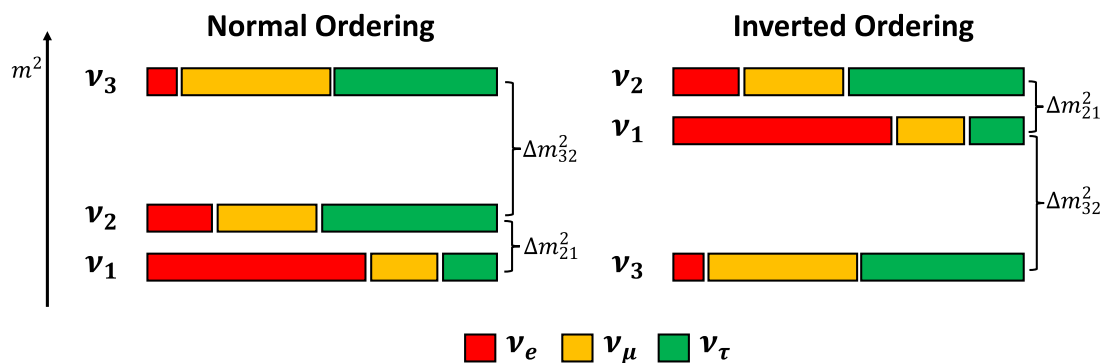 Normal Ordering
Inverted Ordering
m²
ν₃
Δm²₃₂
ν₂
Δm²₂₁
ν₁
ν₂
Δm²₂₁
ν₁
Δm²₃₂
ν₃
νₑ ν_μ ν_τ